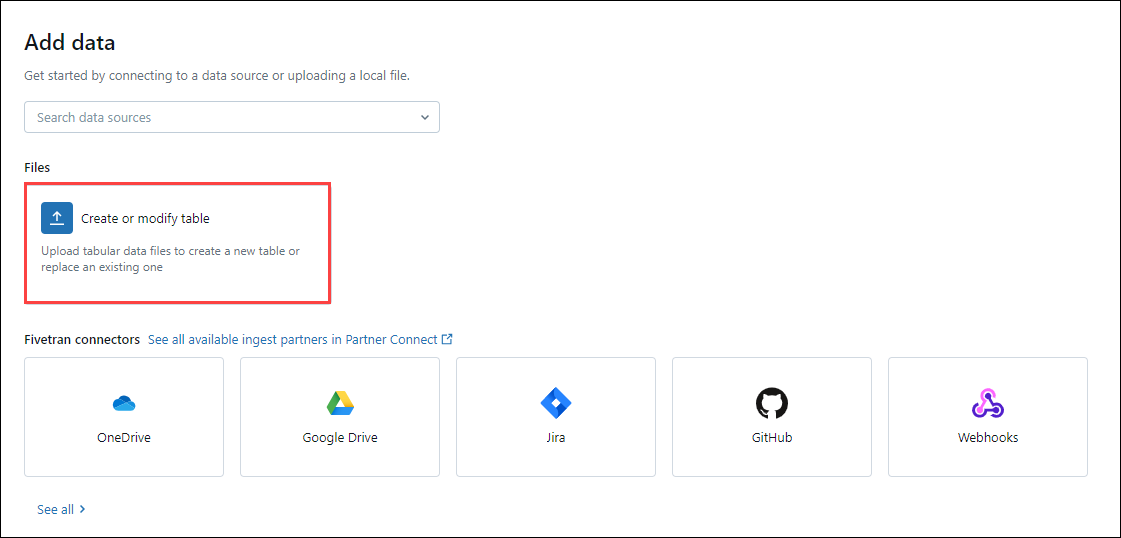 Add data
Get started by connecting to a data source or uploading a local file.
Search data sources
Files
Create or modify table
Upload tabular data files to create a new table or
replace an existing one
Fivetran connectors See all available ingest partners in Partner Connect
OneDrive
Google Drive
Jira
GitHub
Webhooks
See all